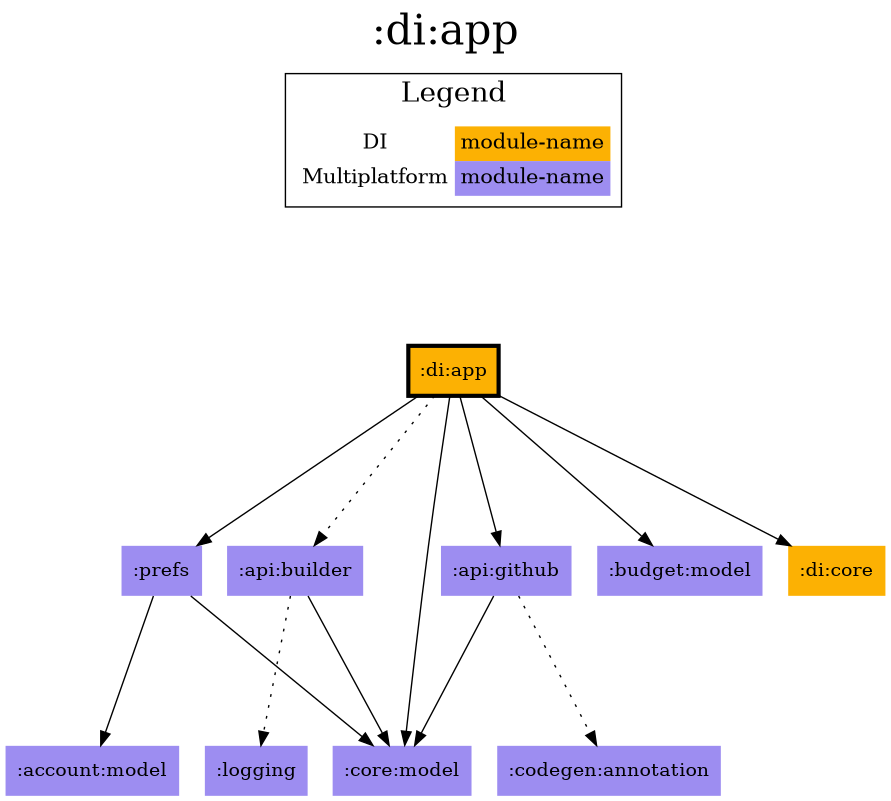 :di:app
Legend
DI module-name
Multiplatform module-name
:di:app
:prefs :api:builder :api:github :budget:model :di:core
:account:model :logging :core:model :codegen:annotation